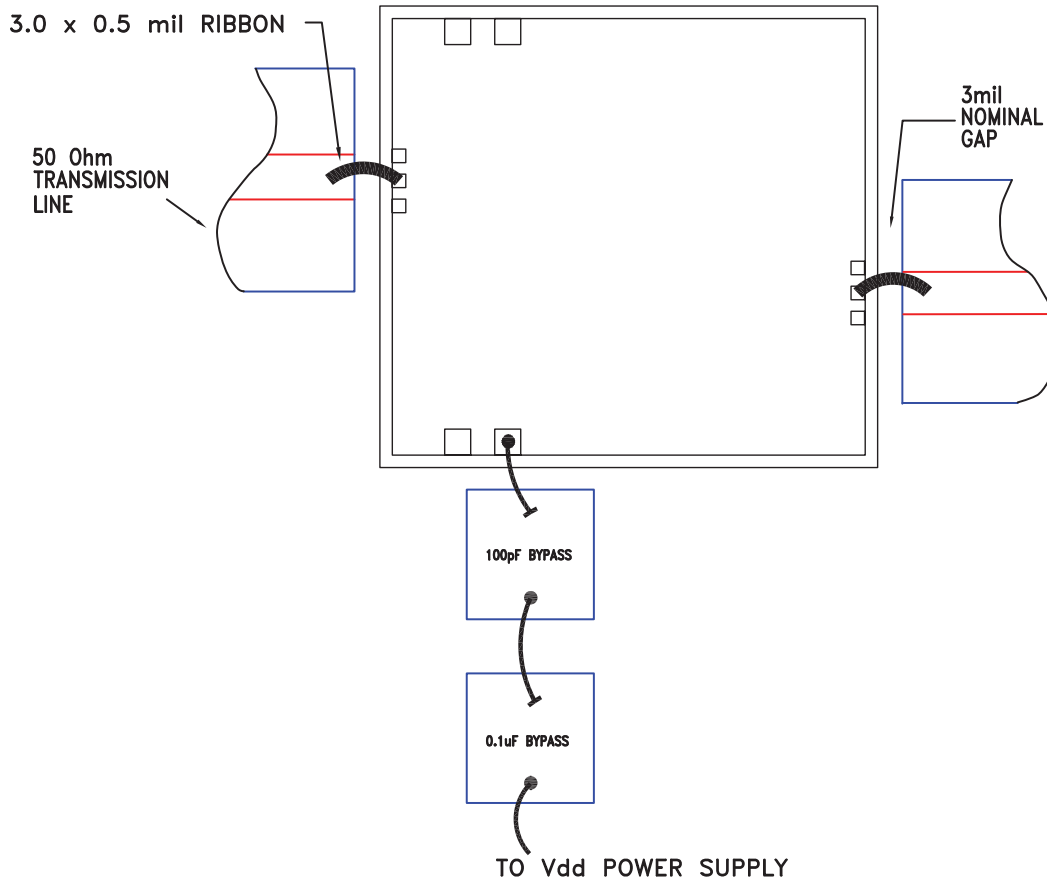 3.0 x 0.5 mil RIBBON
50 Ohm
TRANSMISSION
LINE
3mil
NOMINAL
GAP
100pF BYPASS
0.1uF BYPASS
TO Vdd POWER SUPPLY